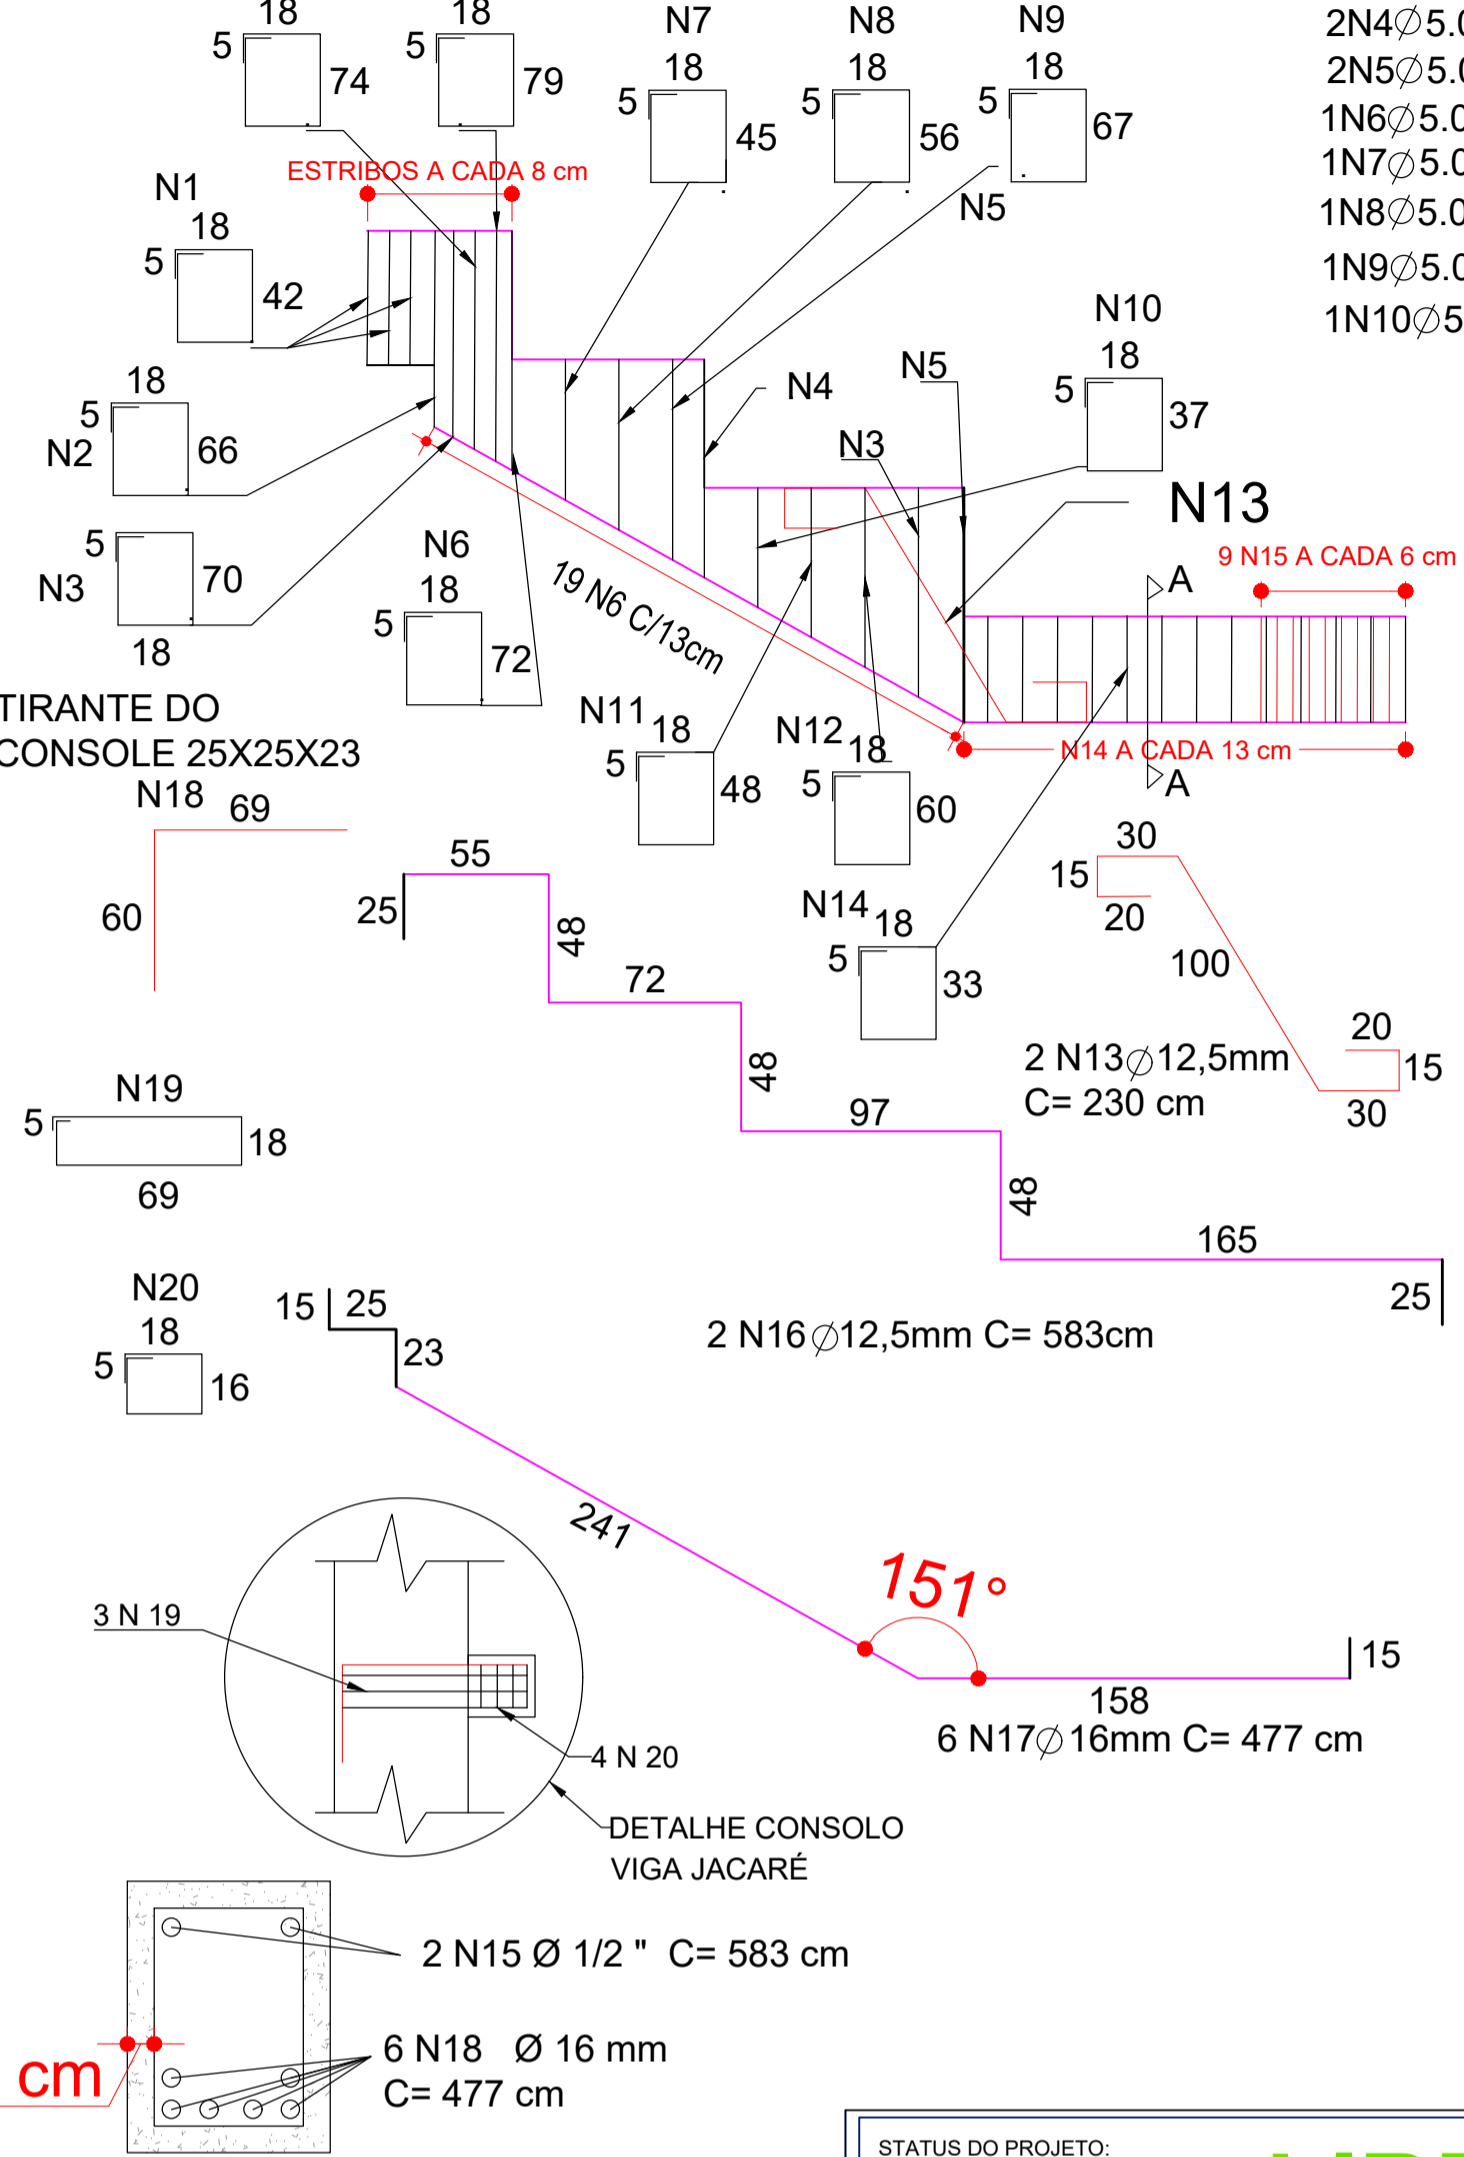 18
5
74
18
5
79
N7
18
5
45
N8
18
5
56
N9
18
5
67
N5
2N4∅5.0
2N5∅5.0
1N6∅5.0
1N7∅5.0
1N8∅5.0
1N9∅5.0
1N10∅5
ESTRIBOS A CADA 8 cm
N1
18
5
42
18
5
N2
66
5
N3
70
18
N6
18
5
72
N4
N5
N3
N10
18
5
37
N13
9 N15 A CADA 6 cm
A
19 N6 C/13cm
N14 A CADA 13 cm
A
N11
18
5
48
N12
18
5
60
N14
18
5
33
TIRANTE DO
CONSOLE 25X25X23
N18
69
60
55
25
48
72
48
97
48
165
25
2 N16∅12,5mm C= 583cm
30
15
20
100
20
15
30
2 N13∅12,5mm
C= 230 cm
N19
5
18
69
N20
18
5
16
15
25
23
241
151°
15
158
6 N17∅16mm C= 477 cm
3 N 19
4 N 20
DETALHE CONSOLO
VIGA JACARÉ
2 N15 Ø 1/2 " C= 583 cm
6 N18 Ø 16 mm
C= 477 cm
cm
STATUS DO PROJETO: